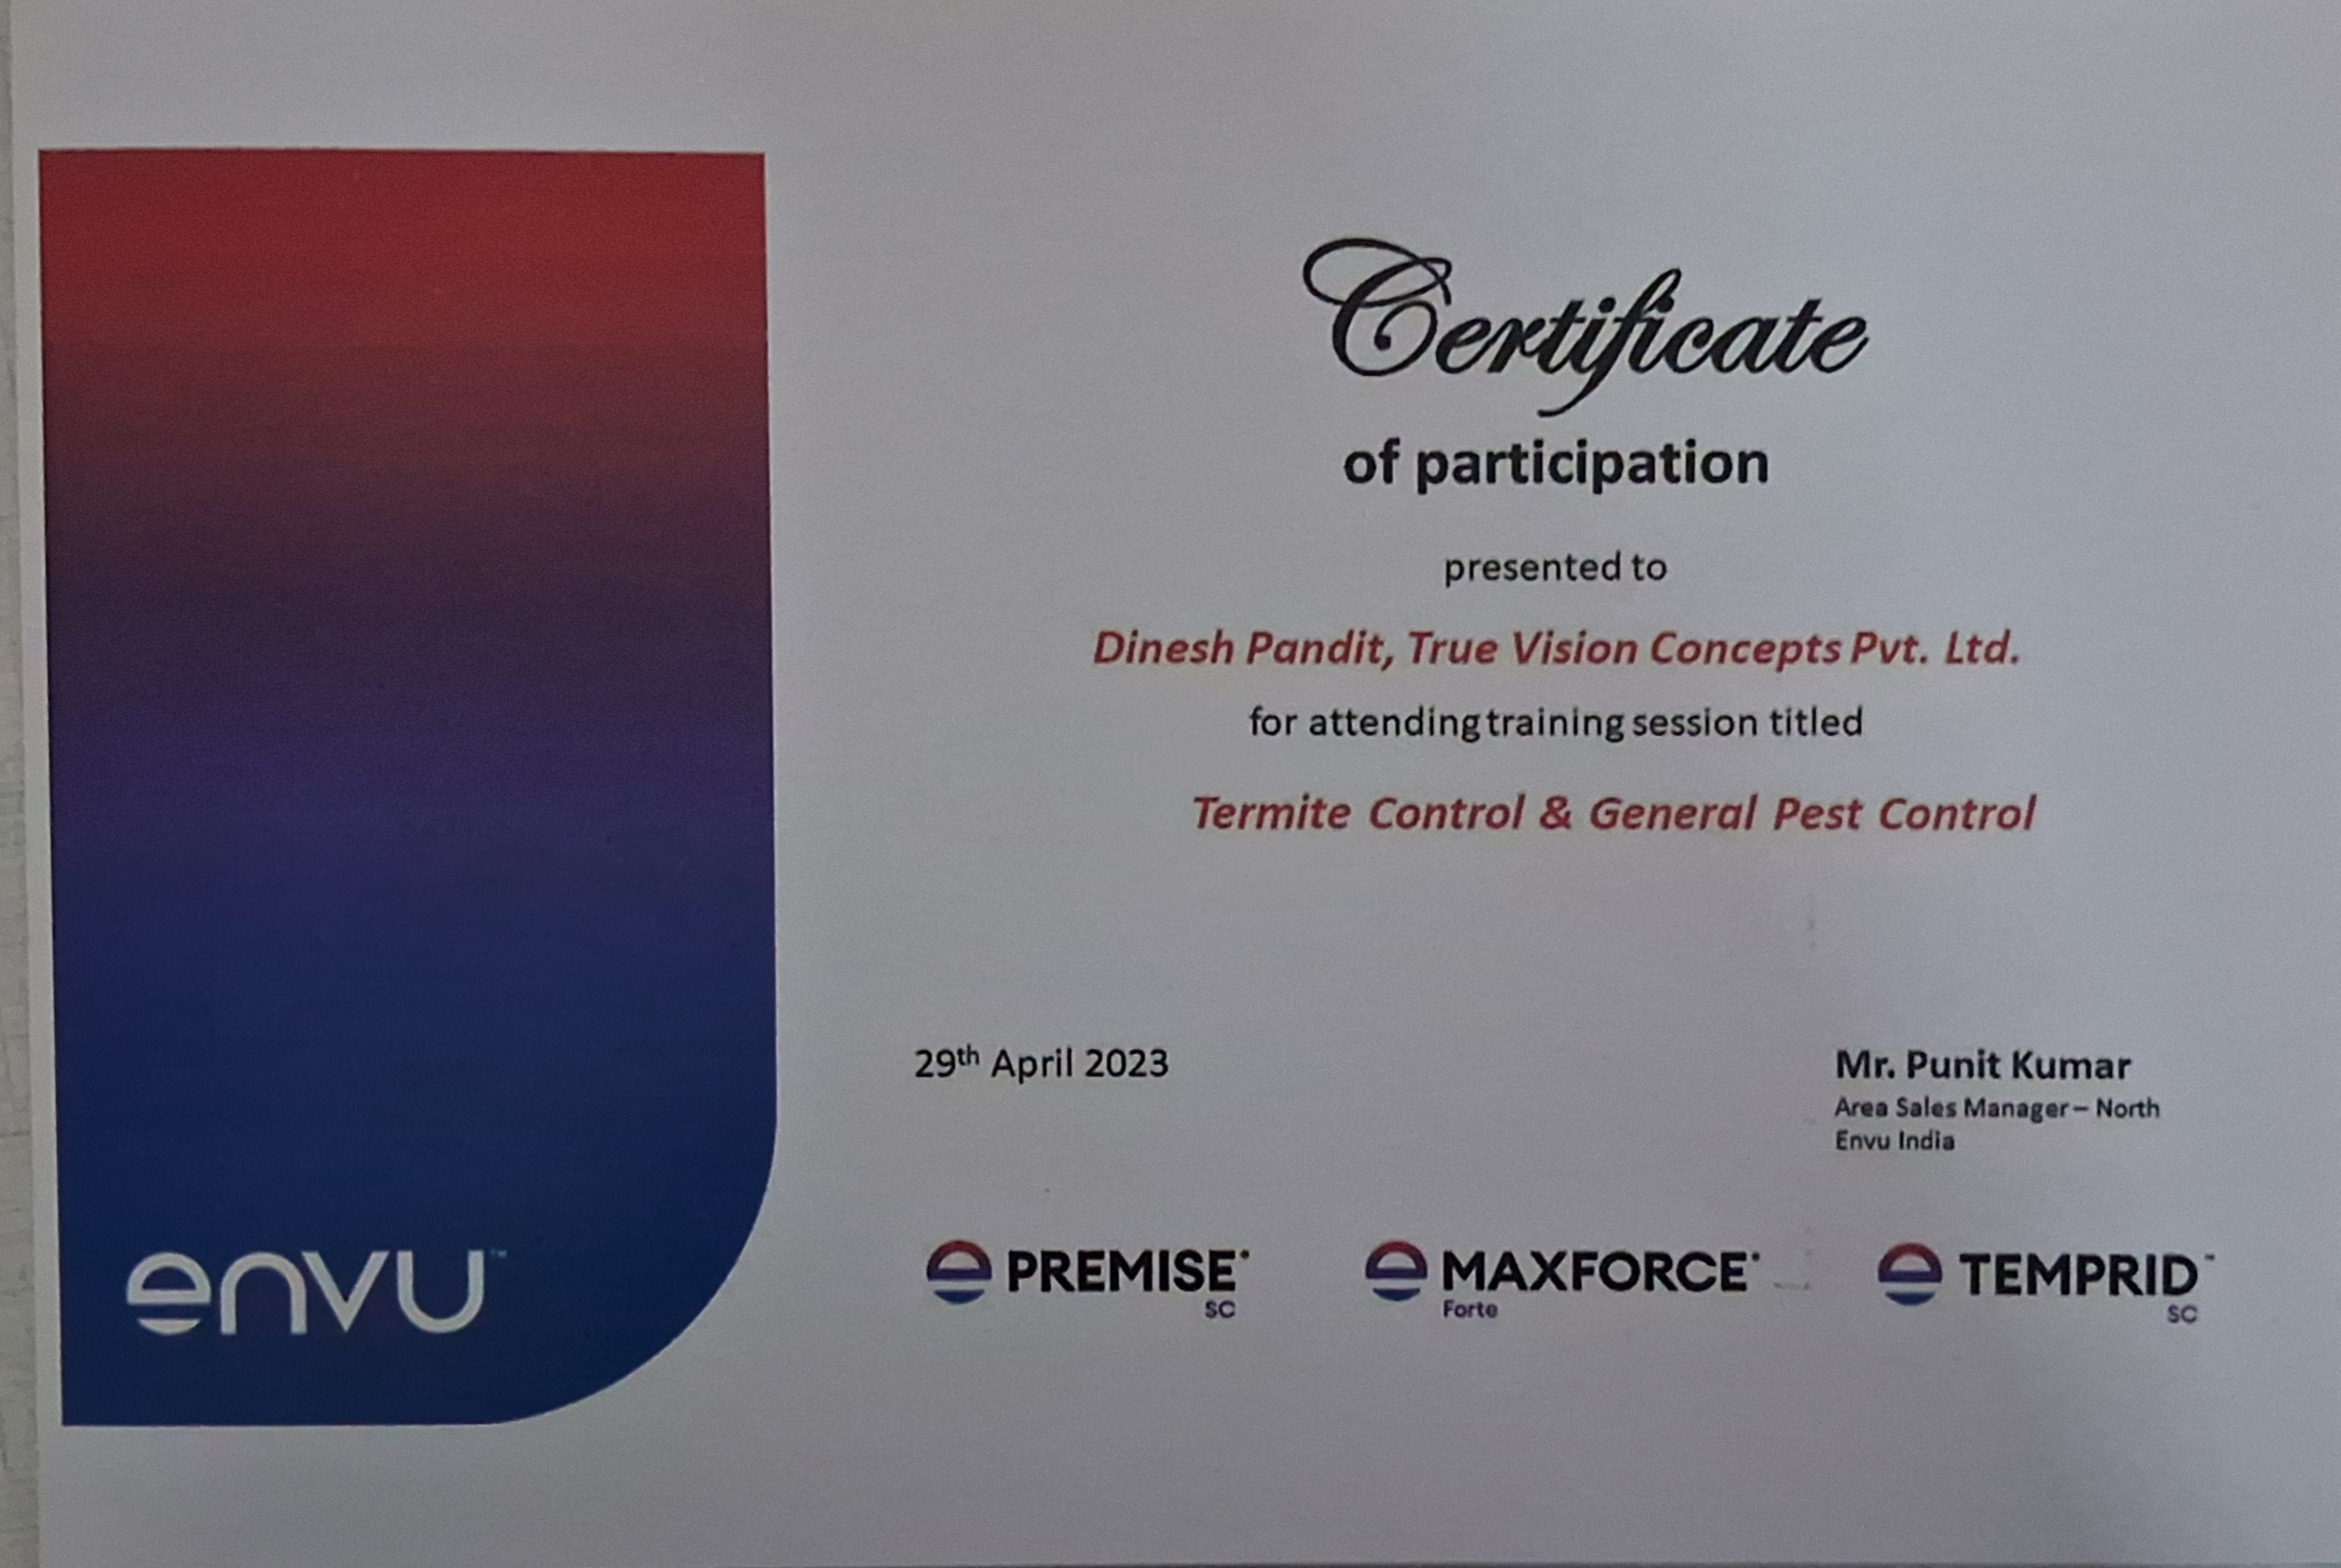 Certificate
of participation
presented to
Dinesh Pandit, True Vision Concepts Pvt. Ltd.
for attending training session titled
Termite Control & General Pest Control
29th April 2023
Mr. Punit Kumar
Area Sales Manager – North
Envu India
envu™
PREMISE®
SC
MAXFORCE®
Forte
TEMPRID™
SC